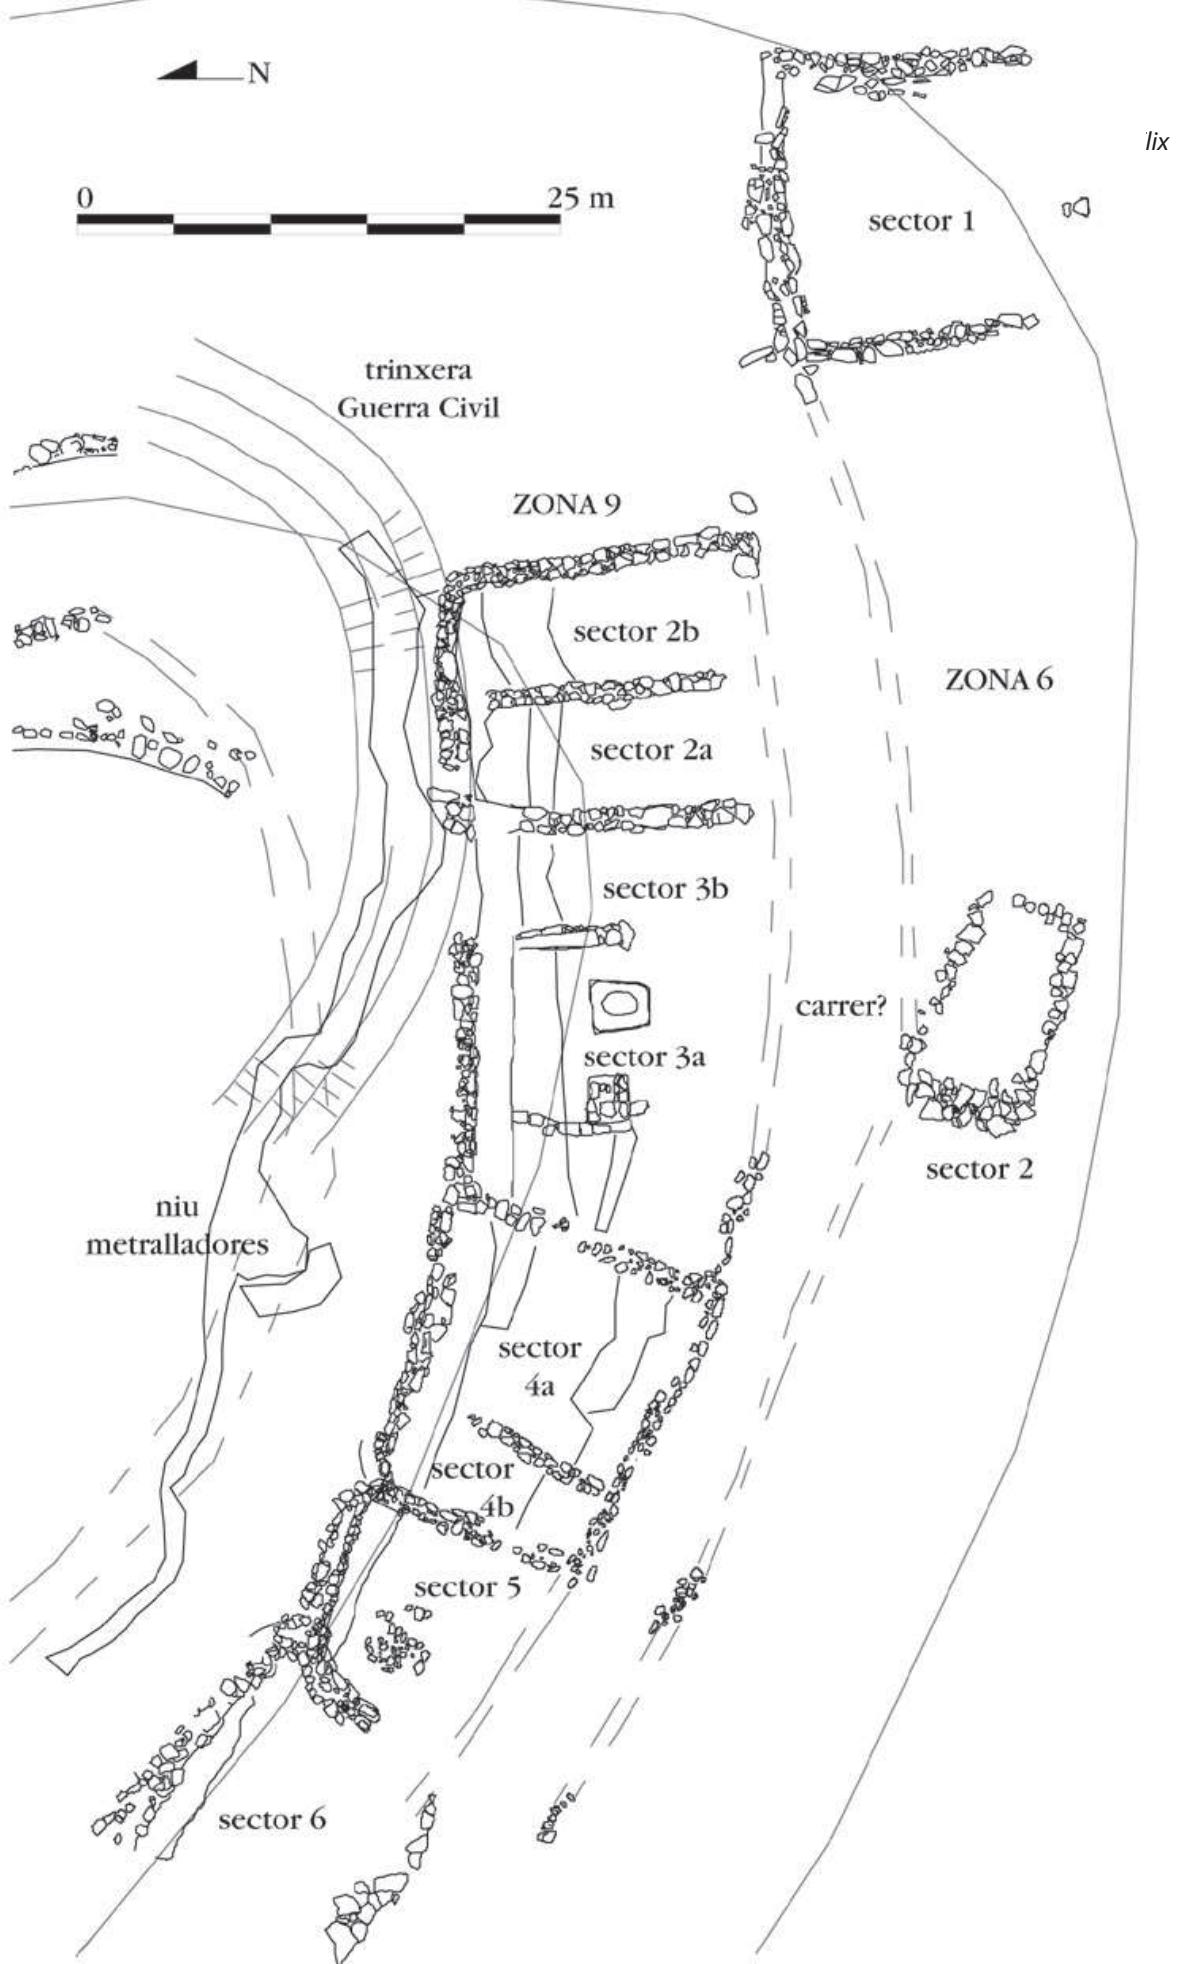 N
lix
0 25 m
sector 1
trinxera
Guerra Civil
ZONA 9
sector 2b
ZONA 6
sector 2a
sector 3b
carrer?
sector 3a
sector 2
niu
metralladores
sector
4a
sector
4b
sector 5
sector 6